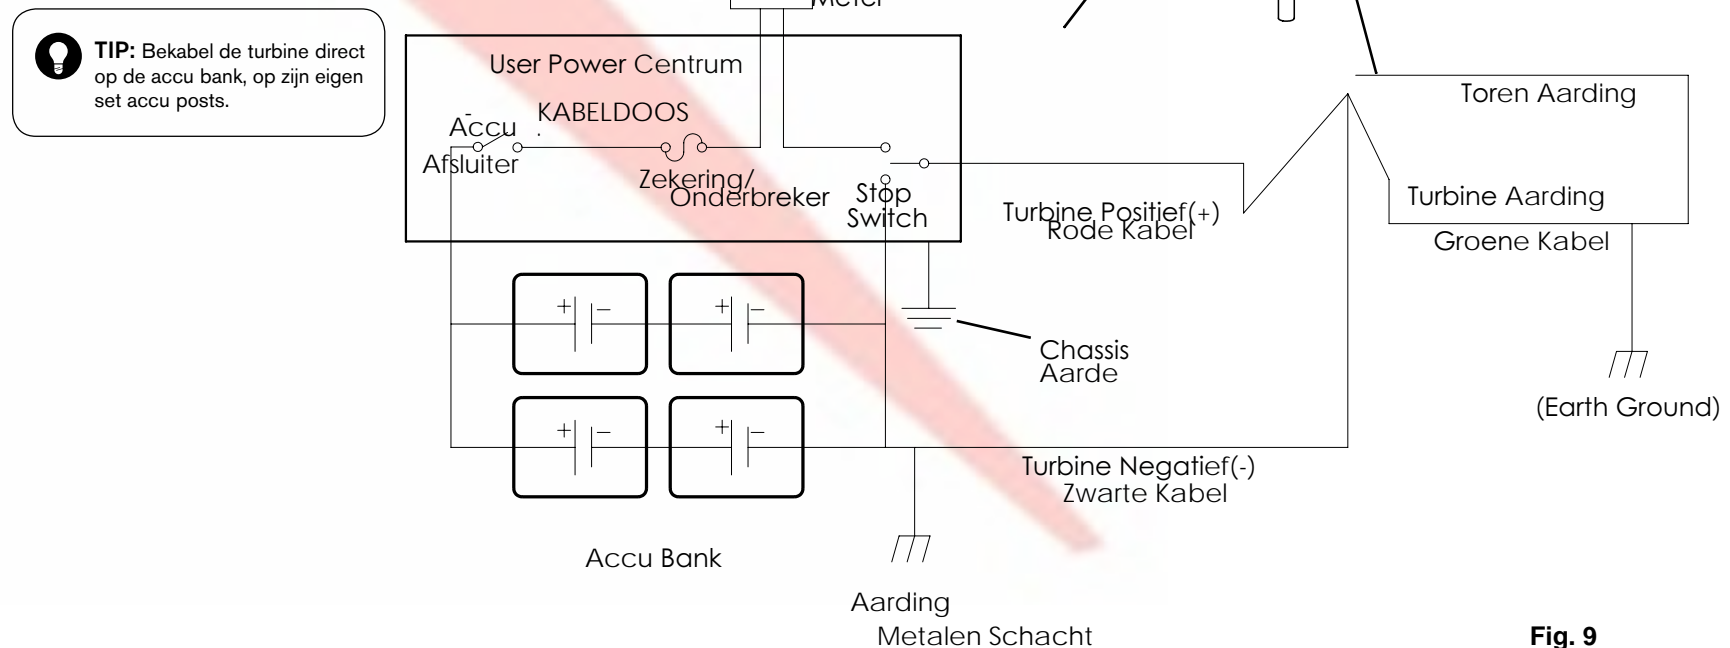 Meter
TIP: Bekabel de turbine direct
op de accu bank, op zijn eigen
set accu posts.
User Power Centrum
KABELDOOS
Accu
Afsluiter
Zekering/
Onderbreker
Stop
Switch
Turbine Positief(+)
Rode Kabel
Toren Aarding
Turbine Aarding
Groene Kabel
+ -
+ -
Chassis
Aarde
(Earth Ground)
+ -
+ -
Turbine Negatief(-)
Zwarte Kabel
Accu Bank
Aarding
Metalen Schacht
Fig. 9